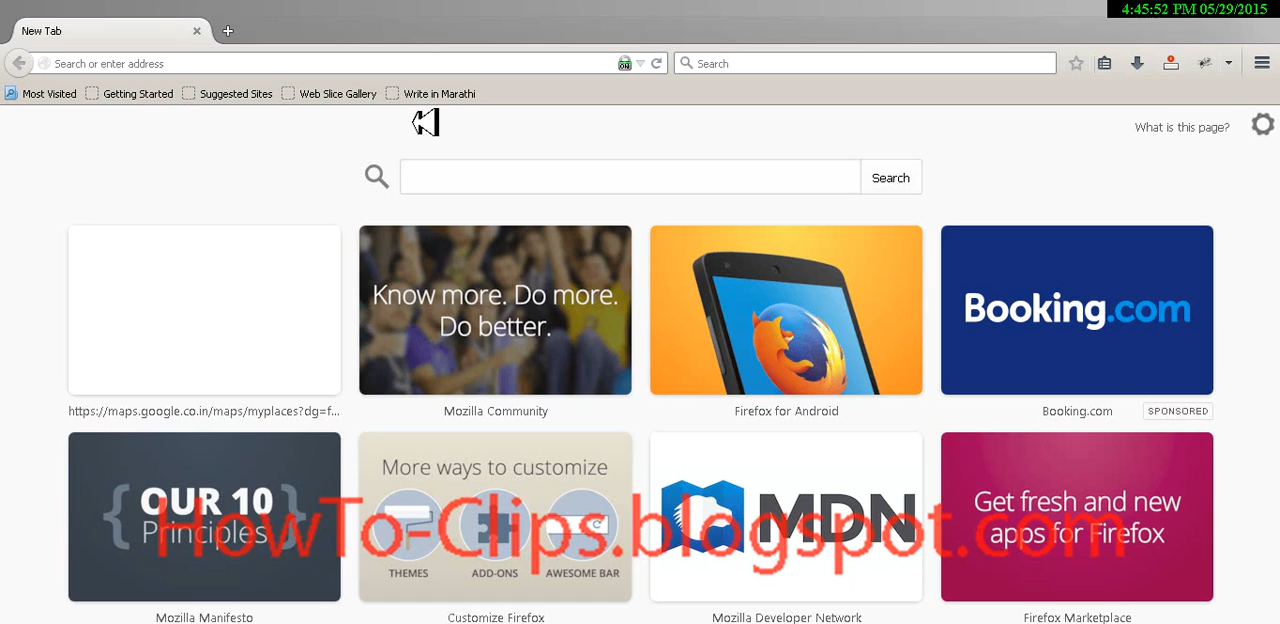 4:45:52 PM 05/29/2015
New Tab
Search or enter address
ON
Search
Most Visited
Getting Started
Suggested Sites
Web Slice Gallery
Write in Marathi
What is this page?
Search
Know more. Do more.
Do better.
Booking.com
https://maps.google.co.in/maps/myplaces?dg=f...
Mozilla Community
Firefox for Android
Booking.com
SPONSORED
{ OUR 10 }
Principles
More ways to customize
THEMES
ADD-ONS
AWESOME BAR
MDN
Get fresh and new
apps for Firefox
HowTo-Clips.blogspot.com
Mozilla Manifesto
Customize Firefox
Mozilla Developer Network
Firefox Marketplace